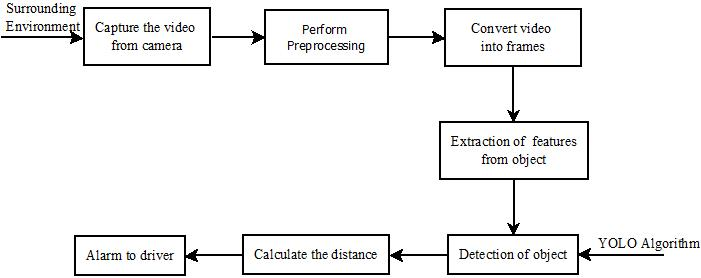 Surrounding
Environment
Capture the video
from camera
Perform
Preprocessing
Convert video
into frames
Extraction of features
from object
YOLO Algorithm
Detection of object
Calculate the distance
Alarm to driver